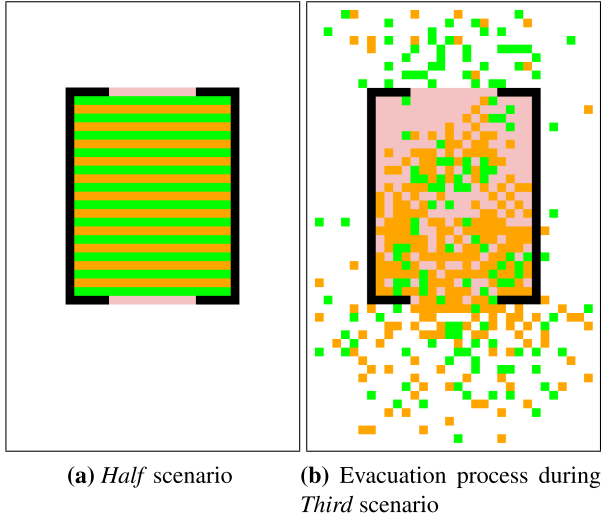 (a) Half scenario
(b) Evacuation process during
Third scenario